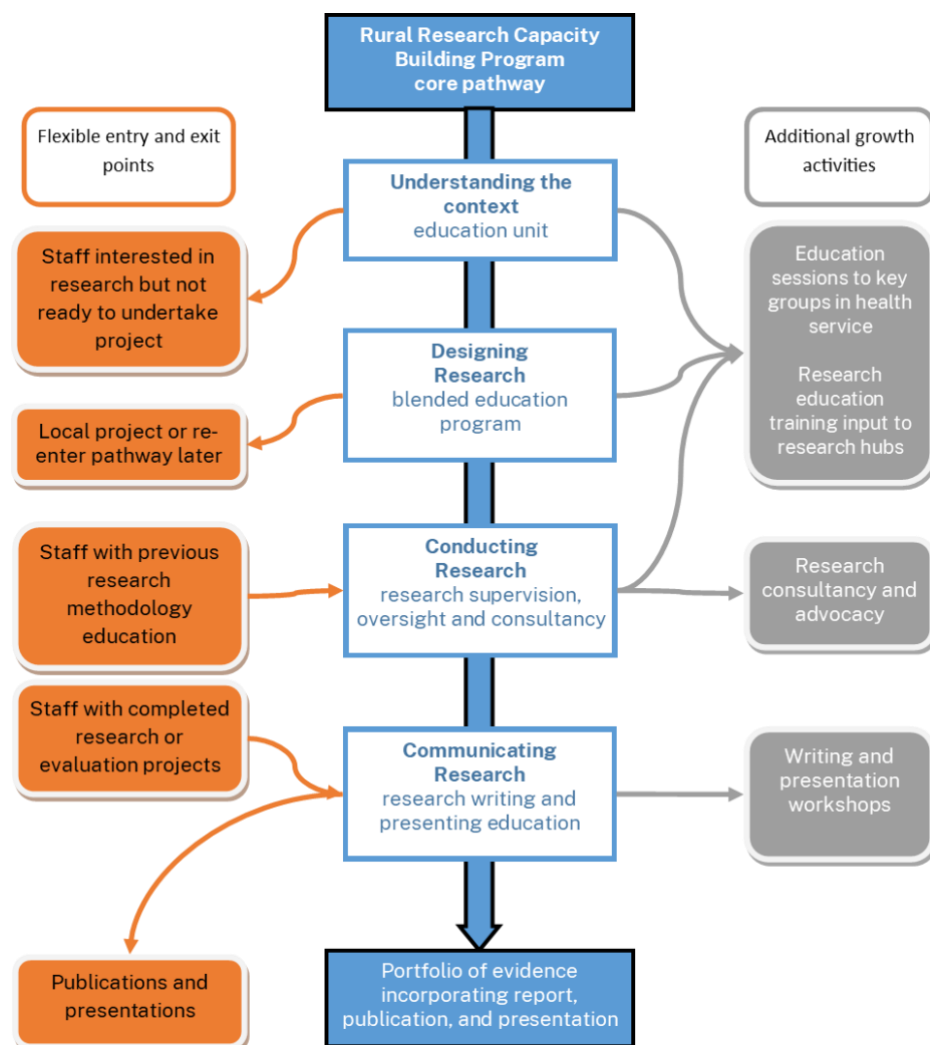 Rural Research Capacity
Building Program
core pathway
Flexible entry and exit
points
Additional growth
activities
Understanding the
context
education unit
Staff interested in
research but not
ready to undertake
project
Education
sessions to key
groups in health
service
Research
education
training input to
research hubs
Designing
Research
blended education
program
Local project or re-
enter pathway later
Staff with previous
research
methodology
education
Conducting
Research
research supervision,
oversight and consultancy
Research
consultancy and
advocacy
Staff with completed
research or
evaluation projects
Communicating
Research
research writing and
presenting education
Writing and
presentation
workshops
Publications and
presentations
Portfolio of evidence
incorporating report,
publication, and presentation